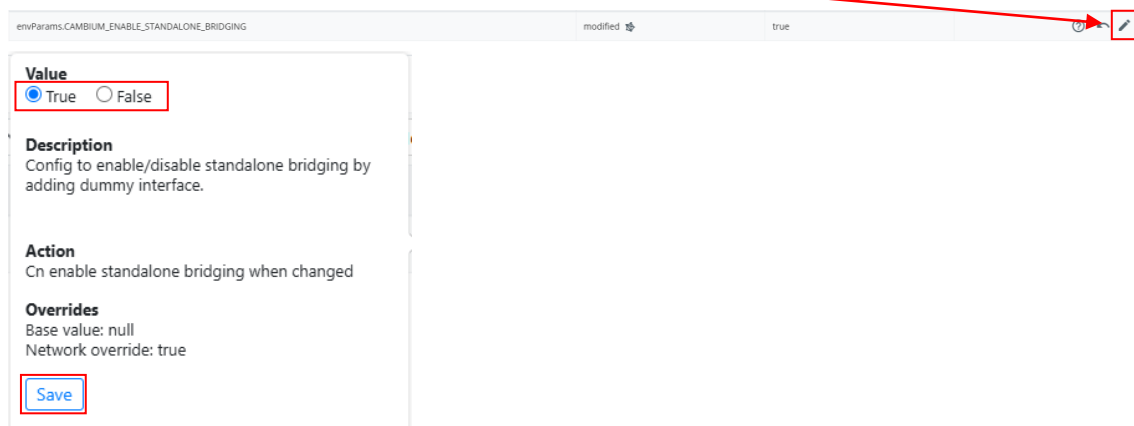 envParams.CAMBIUM_ENABLE_STANDALONE_BRIDGING modified true
Value
True False
Description
Config to enable/disable standalone bridging by
adding dummy interface.
Action
Cn enable standalone bridging when changed
Overrides
Base value: null
Network override: true
Save